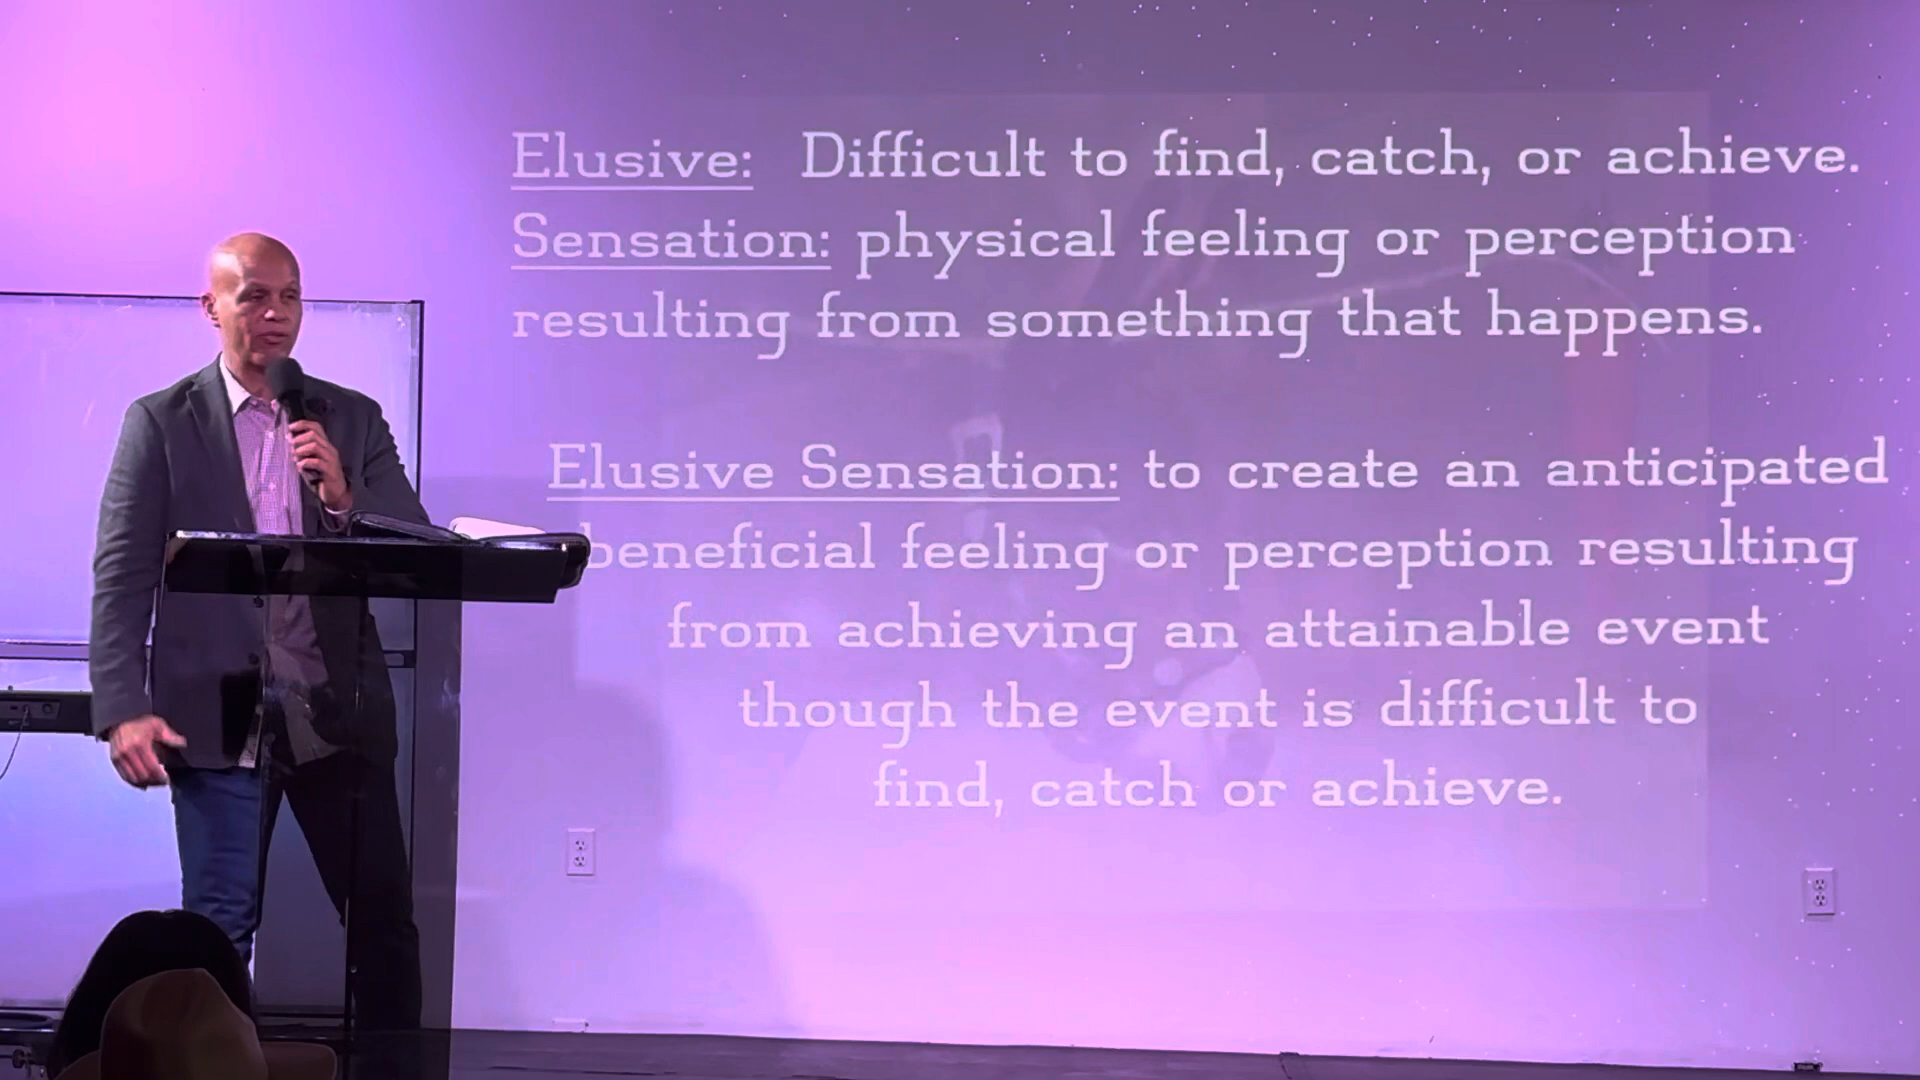 Elusive: Difficult to find, catch, or achieve.
Sensation: physical feeling or perception
resulting from something that happens.
Elusive Sensation: to create an anticipated
beneficial feeling or perception resulting
from achieving an attainable event
though the event is difficult to
find, catch or achieve.